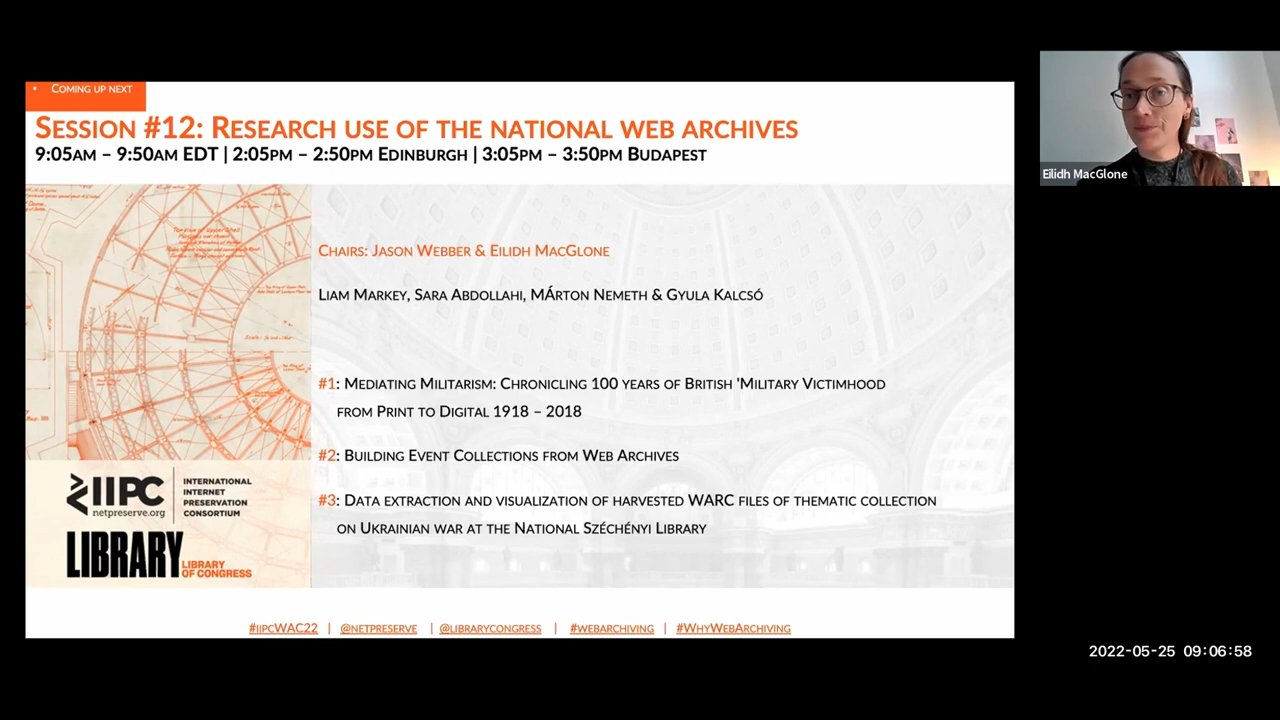 • Coming up next
Session #12: Research use of the national web archives
9:05am – 9:50am EDT | 2:05pm – 2:50pm Edinburgh | 3:05pm – 3:50pm Budapest
Chairs: Jason Webber & Eilidh MacGlone
Liam Markey, Sara Abdollahi, MÁrton Nemeth & Gyula Kalcsó
#1: Mediating Militarism: Chronicling 100 years of British 'Military Victimhood
from Print to Digital 1918 – 2018
#2: Building Event Collections from Web Archives
#3: Data extraction and visualization of harvested WARC files of thematic collection
on Ukrainian war at the National Széchényi Library
IIPC
netpreserve.org
INTERNATIONAL
INTERNET
PRESERVATION
CONSORTIUM
LIBRARY
LIBRARY
OF CONGRESS
#iipcWAC22 | @netpreserve | @librarycongress | #webarchiving | #WhyWebArchiving
Eilidh MacGlone
2022-05-25 09:06:58